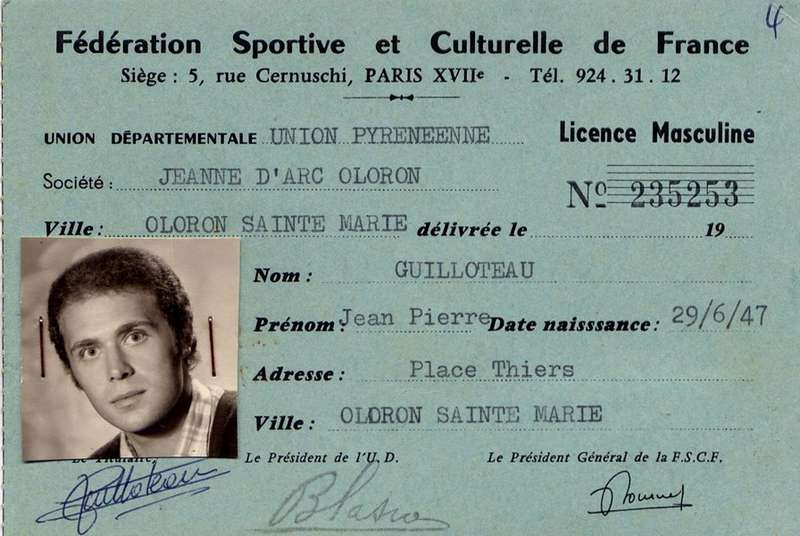 4
Fédération Sportive et Culturelle de France
Siège : 5, rue Cernuschi, PARIS XVIIe - Tél. 924.31.12
UNION DÉPARTEMENTALE UNION PYRENEENNE Licence Masculine
Société : JEANNE D'ARC OLORON
No 235253
Ville : OLORON SAINTE MARIE délivrée le 19
Nom : GUILLOTEAU
Prénom : Jean Pierre Date naisssance : 29/6/47
Adresse : Place Thiers
Ville : OLORON SAINTE MARIE
Le Titulaire, Le Président de l'U.D. Le Président Général de la F.S.C.F.
Guilloteau